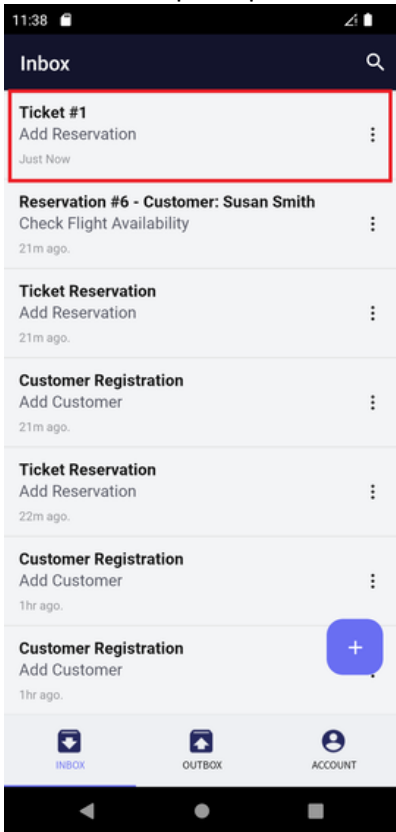 11:38
Inbox
Ticket #1
Add Reservation
Just Now
Reservation #6 - Customer: Susan Smith
Check Flight Availability
21m ago.
Ticket Reservation
Add Reservation
21m ago.
Customer Registration
Add Customer
21m ago.
Ticket Reservation
Add Reservation
22m ago.
Customer Registration
Add Customer
1hr ago.
Customer Registration
Add Customer
1hr ago.
+
INBOX
OUTBOX
ACCOUNT